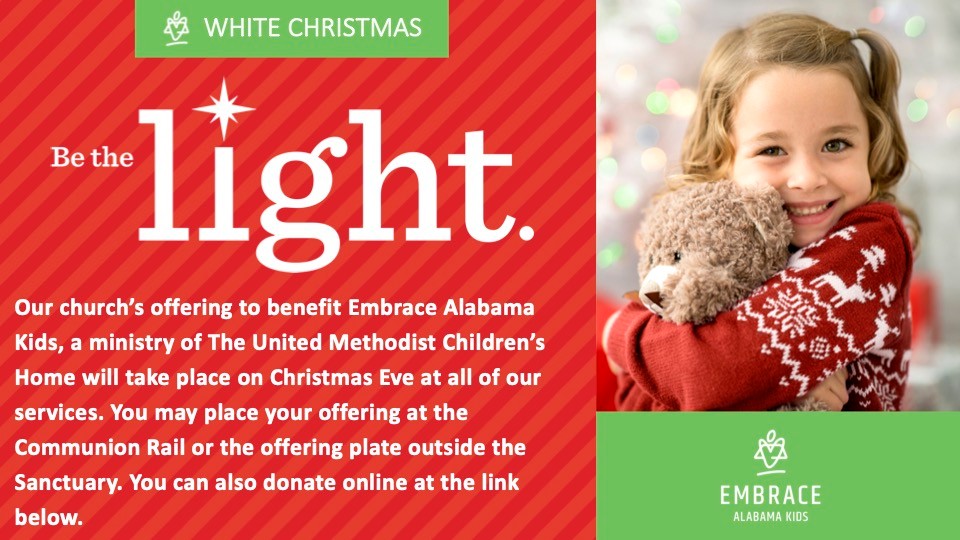 WHITE CHRISTMAS
Be the
light.
Our church’s offering to benefit Embrace Alabama
Kids, a ministry of The United Methodist Children’s
Home will take place on Christmas Eve at all of our
services. You may place your offering at the
Communion Rail or the offering plate outside the
Sanctuary. You can also donate online at the link
below.
EMBRACE
ALABAMA KIDS